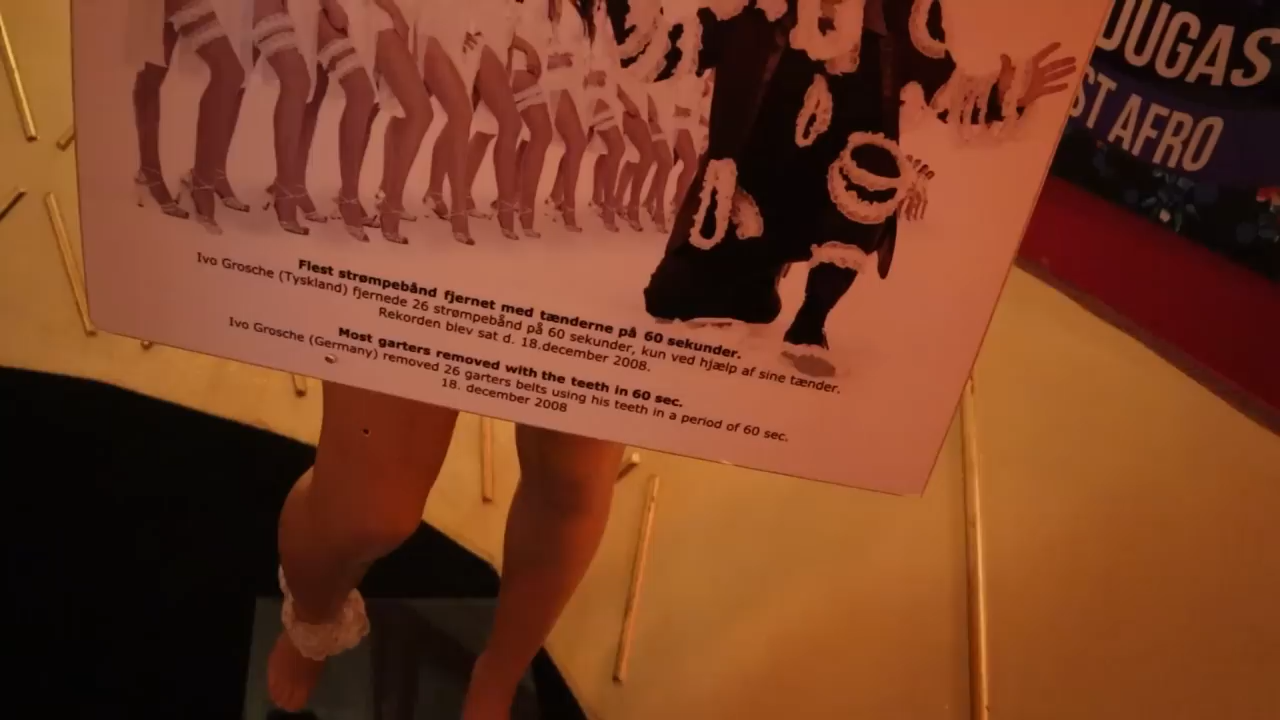 Flest strømpebånd fjernet med tænderne på 60 sekunder.
Ivo Grosche (Tyskland) fjernede 26 strømpebånd på 60 sekunder, kun ved hjælp af sine tænder.
Rekorden blev sat d. 18.december 2008.
Most garters removed with the teeth in 60 sec.
Ivo Grosche (Germany) removed 26 garters belts using his teeth in a period of 60 sec.
18. december 2008
OUGAS
ST AFRO